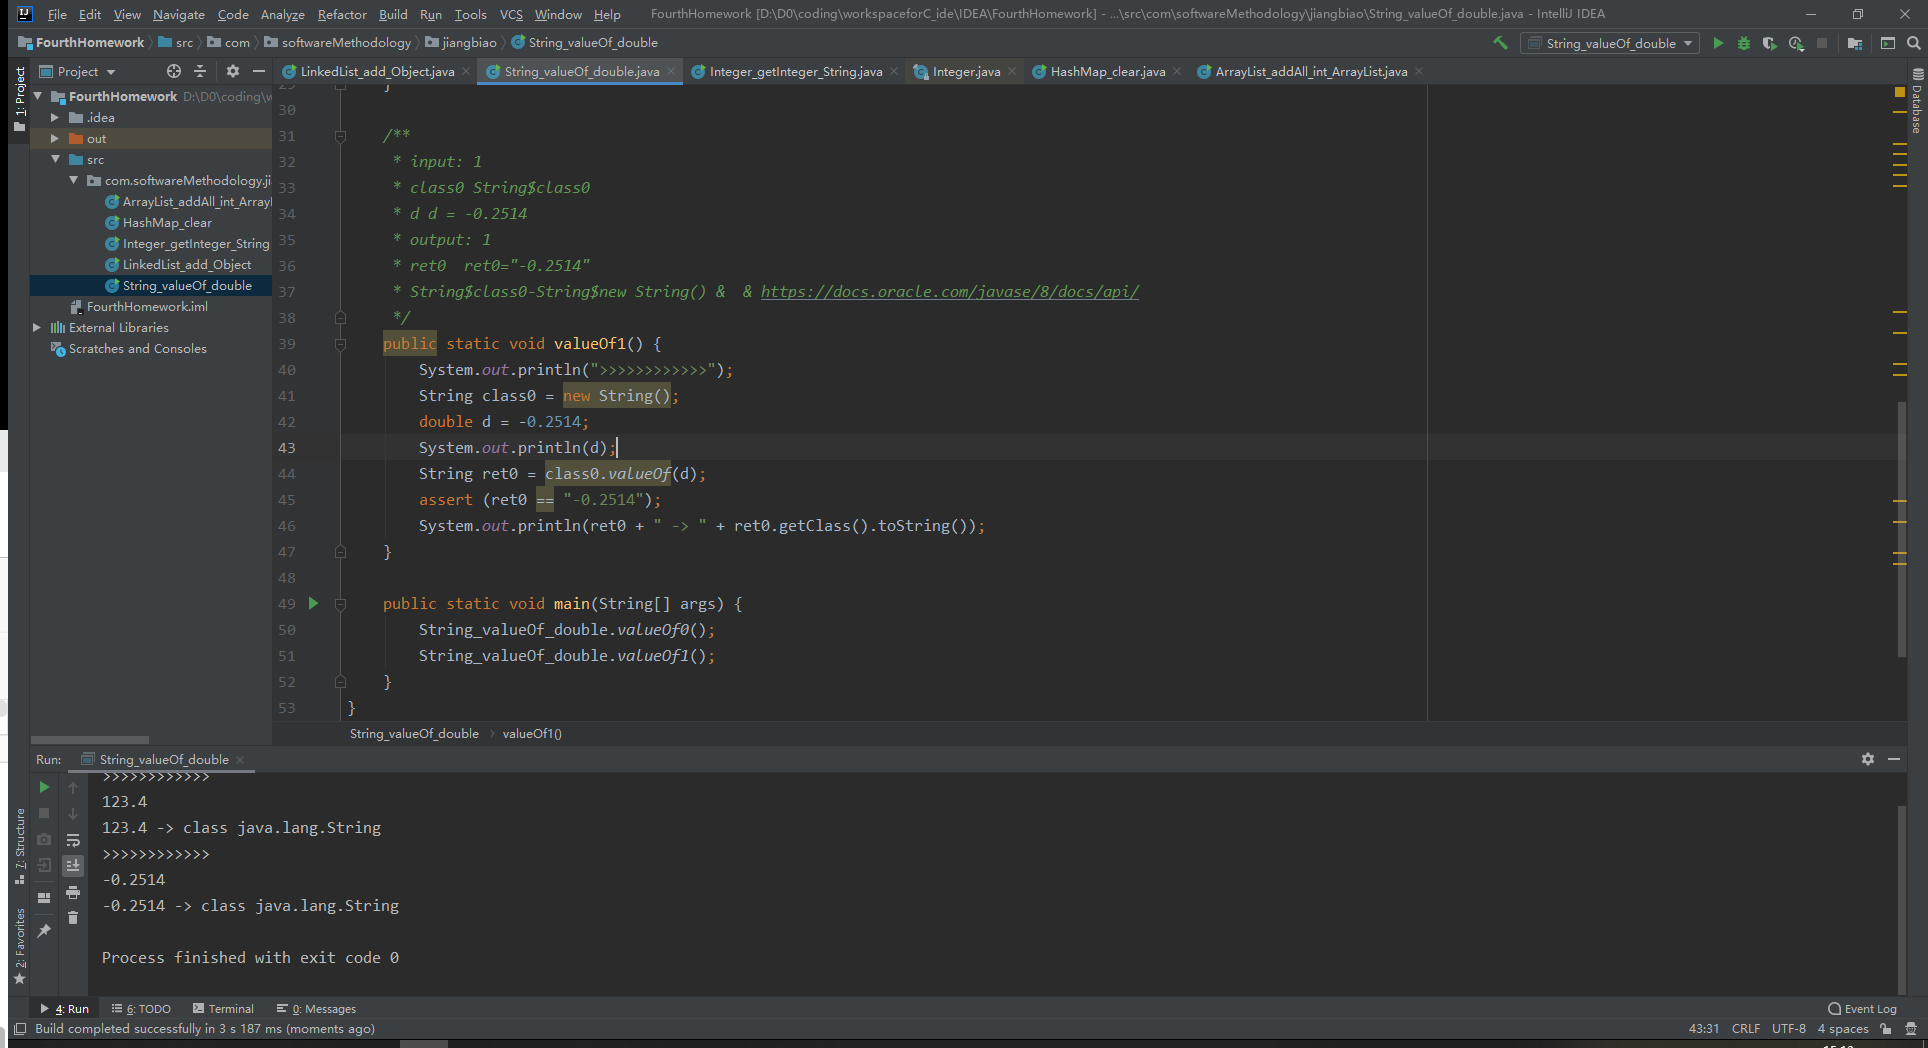 File Edit View Navigate Code Analyze Refactor Build Run Tools VCS Window Help FourthHomework [D:\D0\coding\workspaceforC_ide\IDEA\FourthHomework] - ...\src\com\softwareMethodology\jiangbiao\String_valueOf_double.java - IntelliJ IDEA
FourthHomework src com softwareMethodology jiangbiao String_valueOf_double String_valueOf_double
Project
LinkedList_add_Object.java String_valueOf_double.java Integer_getInteger_String.java Integer.java HashMap_clear.java ArrayList_addAll_int_ArrayList.java
1: Project
Database
FourthHomework D:\D0\coding\w
.idea
out
src
com.softwareMethodology.ji
ArrayList_addAll_int_Array
HashMap_clear
Integer_getInteger_String
LinkedList_add_Object
String_valueOf_double
FourthHomework.iml
External Libraries
Scratches and Consoles
29 }
30
31 /**
32 * input: 1
33 * class0 String$class0
34 * d d = -0.2514
35 * output: 1
36 * ret0  ret0="-0.2514"
37 * String$class0-String$new String() &  & https://docs.oracle.com/javase/8/docs/api/
38 */
39 public static void valueOf1() {
40 System.out.println(">>>>>>>>>>>>");
41 String class0 = new String();
42 double d = -0.2514;
43 System.out.println(d);
44 String ret0 = class0.valueOf(d);
45 assert (ret0 == "-0.2514");
46 System.out.println(ret0 + " -> " + ret0.getClass().toString());
47 }
48
49 public static void main(String[] args) {
50 String_valueOf_double.valueOf0();
51 String_valueOf_double.valueOf1();
52 }
53 }
String_valueOf_double valueOf1()
Run: String_valueOf_double
>>>>>>>>>>>>
123.4
123.4 -> class java.lang.String
>>>>>>>>>>>>
-0.2514
-0.2514 -> class java.lang.String
Process finished with exit code 0
7: Structure
2: Favorites
4: Run 6: TODO Terminal 0: Messages Event Log
Build completed successfully in 3 s 187 ms (moments ago) 43:31 CRLF UTF-8 4 spaces